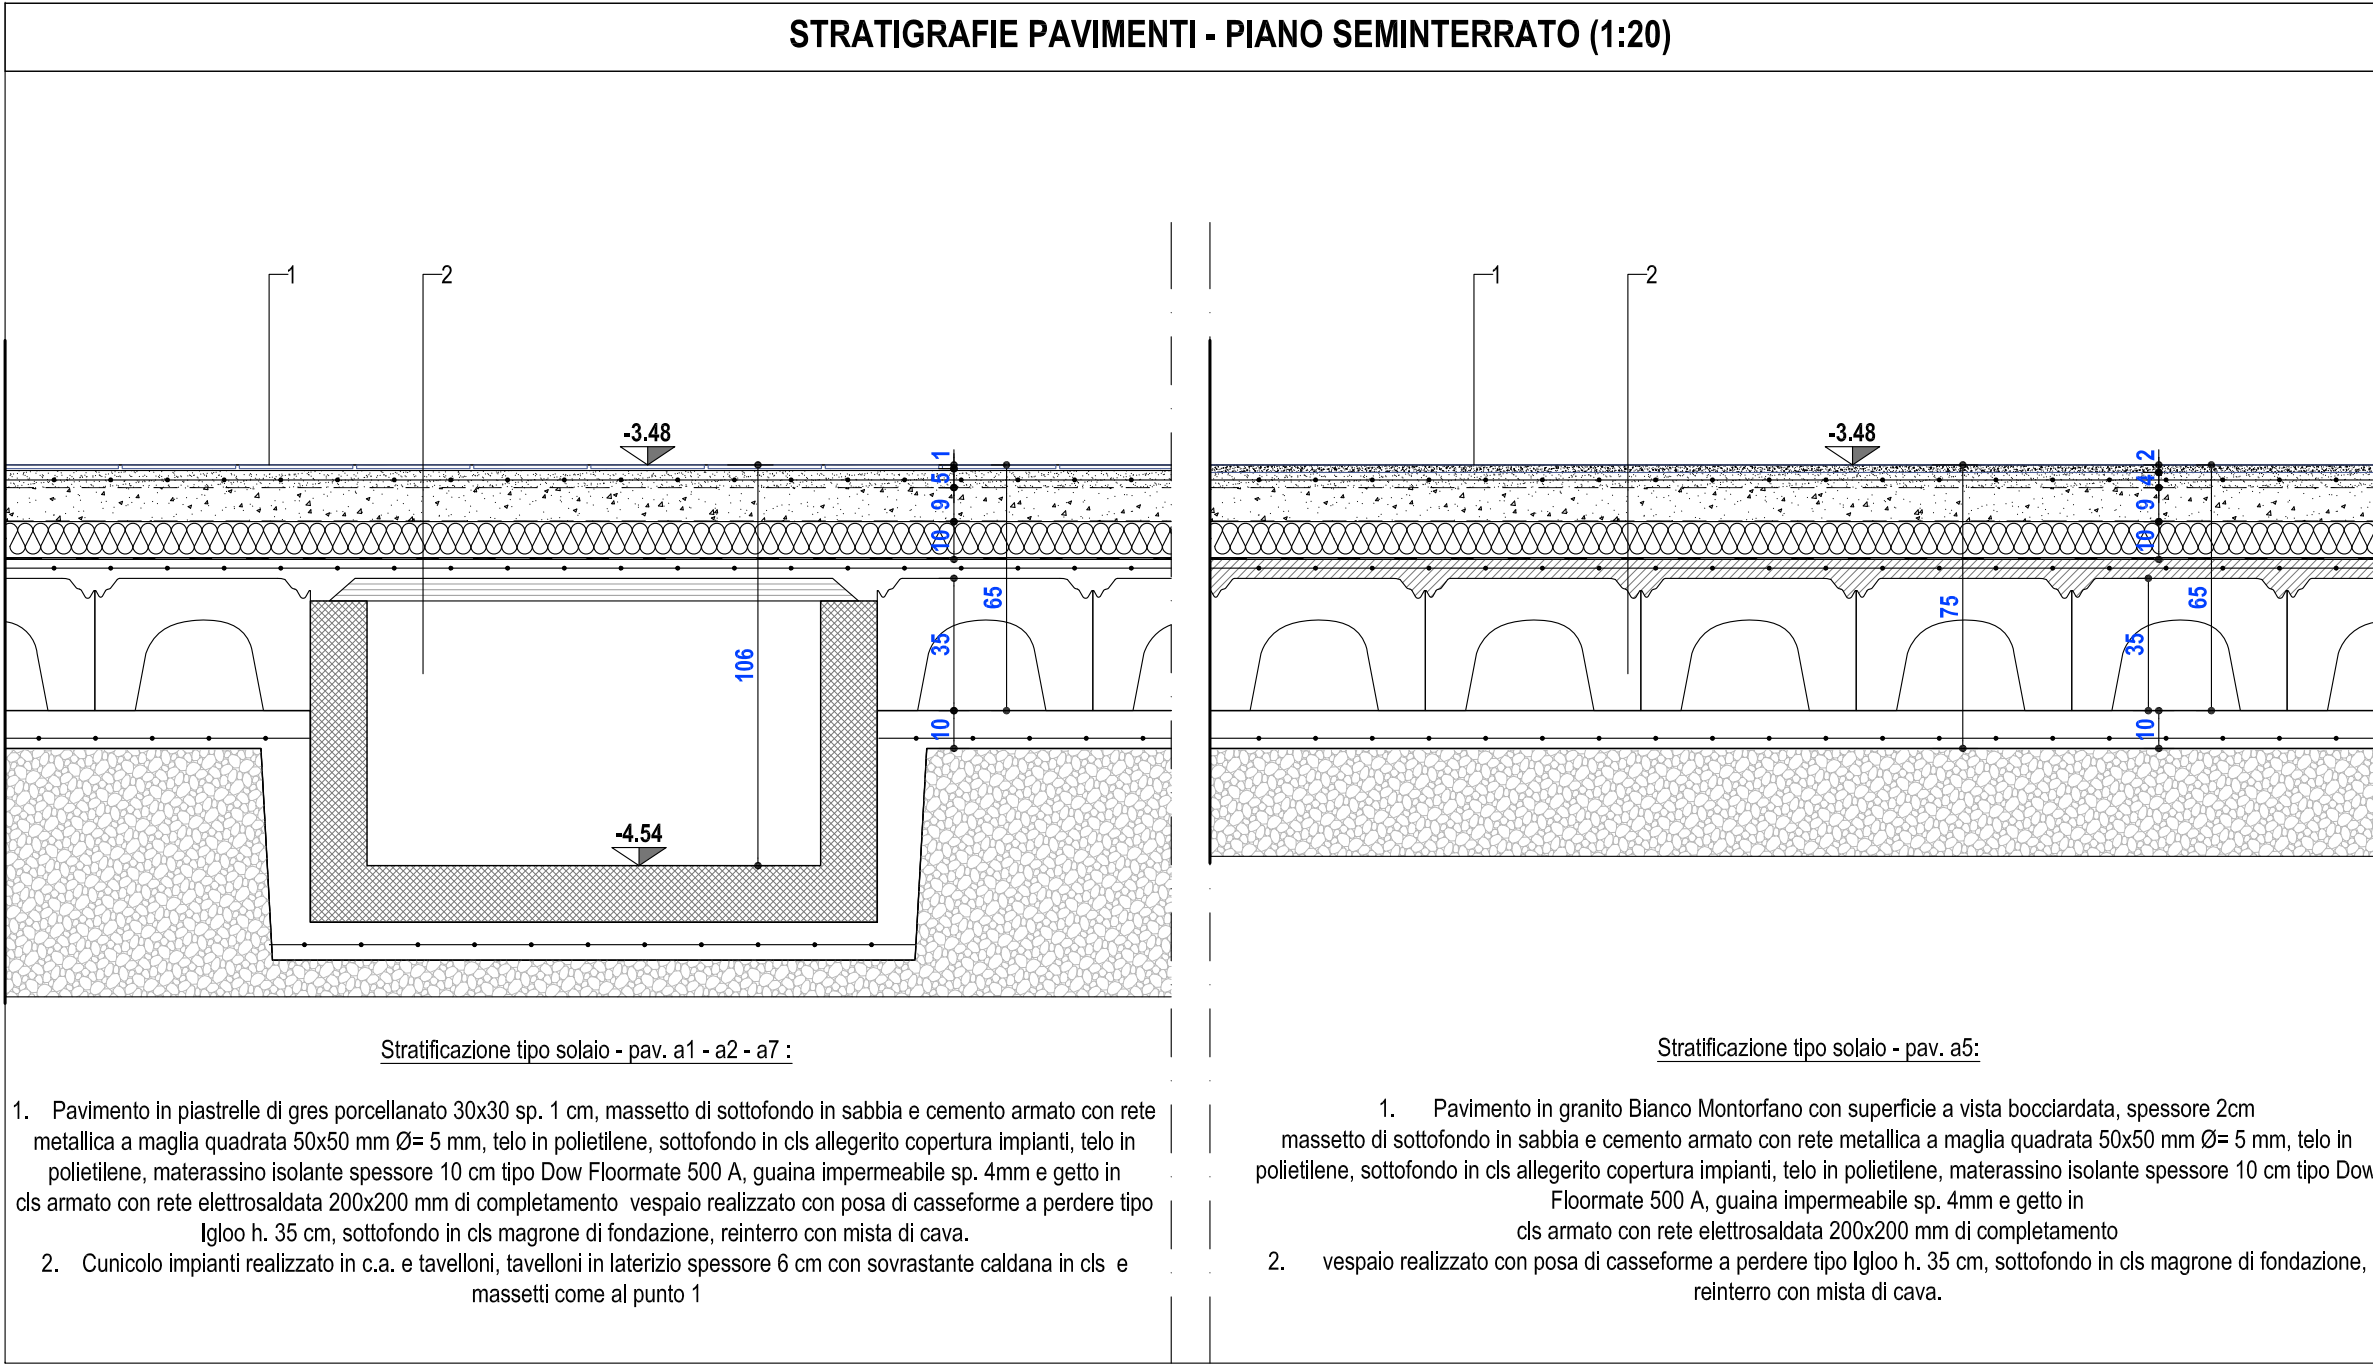 STRATIGRAFIE PAVIMENTI - PIANO SEMINTERRATO (1:20)
1
2
-3.48
1
5
9
10
65
35
106
10
-4.54
Stratificazione tipo solaio - pav. a1 - a2 - a7 :
1. Pavimento in piastrelle di gres porcellanato 30x30 sp. 1 cm, massetto di sottofondo in sabbia e cemento armato con rete
metallica a maglia quadrata 50x50 mm Ø= 5 mm, telo in polietilene, sottofondo in cls allegerito copertura impianti, telo in
polietilene, materassino isolante spessore 10 cm tipo Dow Floormate 500 A, guaina impermeabile sp. 4mm e getto in
cls armato con rete elettrosaldata 200x200 mm di completamento vespaio realizzato con posa di casseforme a perdere tipo
Igloo h. 35 cm, sottofondo in cls magrone di fondazione, reinterro con mista di cava.
2. Cunicolo impianti realizzato in c.a. e tavelloni, tavelloni in laterizio spessore 6 cm con sovrastante caldana in cls e
massetti come al punto 1
1
2
-3.48
2
4
9
10
75
65
35
10
Stratificazione tipo solaio - pav. a5:
1. Pavimento in granito Bianco Montorfano con superficie a vista bocciardata, spessore 2cm
massetto di sottofondo in sabbia e cemento armato con rete metallica a maglia quadrata 50x50 mm Ø= 5 mm, telo in
polietilene, sottofondo in cls allegerito copertura impianti, telo in polietilene, materassino isolante spessore 10 cm tipo Dow
Floormate 500 A, guaina impermeabile sp. 4mm e getto in
cls armato con rete elettrosaldata 200x200 mm di completamento
2. vespaio realizzato con posa di casseforme a perdere tipo Igloo h. 35 cm, sottofondo in cls magrone di fondazione,
reinterro con mista di cava.